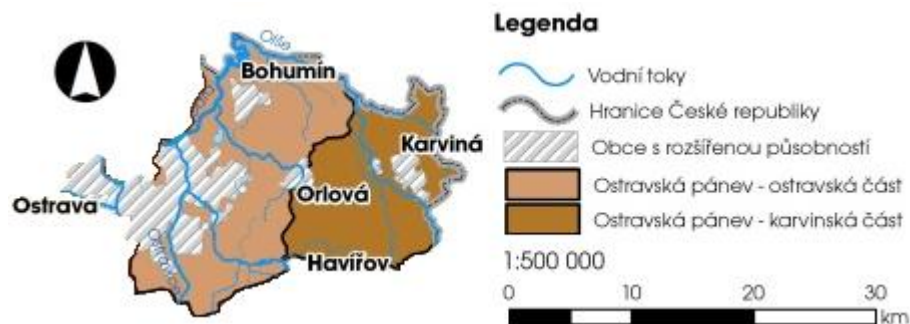 Olše
Bohumín
Karviná
Ostrava
Orlová
Havířov
Legenda
Vodní toky
Hranice České republiky
Obce s rozšířenou působností
Ostravská pánev - ostravská část
Ostravská pánev - karvinská část
1:500 000
0 10 20 30
km